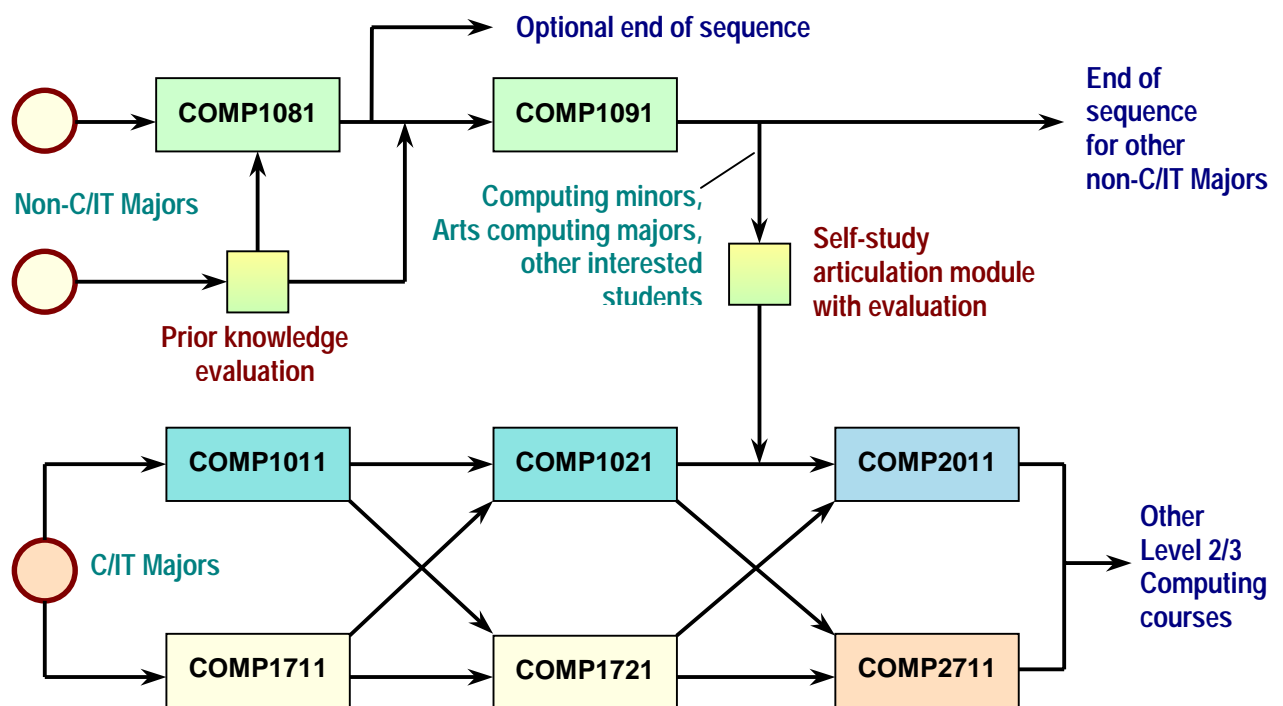 Optional end of sequence
COMP1081
COMP1091
End of
sequence
for other
non-C/IT Majors
Non-C/IT Majors
Computing minors,
Arts computing majors,
other interested
students
Self-study
articulation module
with evaluation
Prior knowledge
evaluation
COMP1011
COMP1021
COMP2011
C/IT Majors
Other
Level 2/3
Computing
courses
COMP1711
COMP1721
COMP2711